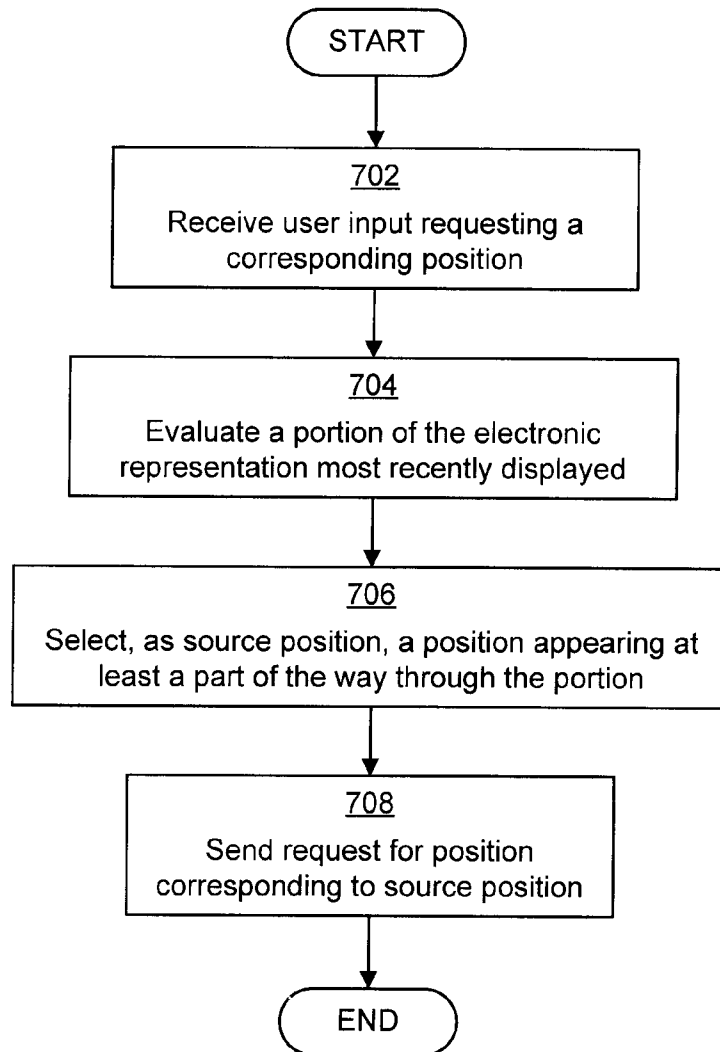 START
702
Receive user input requesting a
corresponding position
704
Evaluate a portion of the electronic
representation most recently displayed
706
Select, as source position, a position appearing at
least a part of the way through the portion
708
Send request for position
corresponding to source position
END